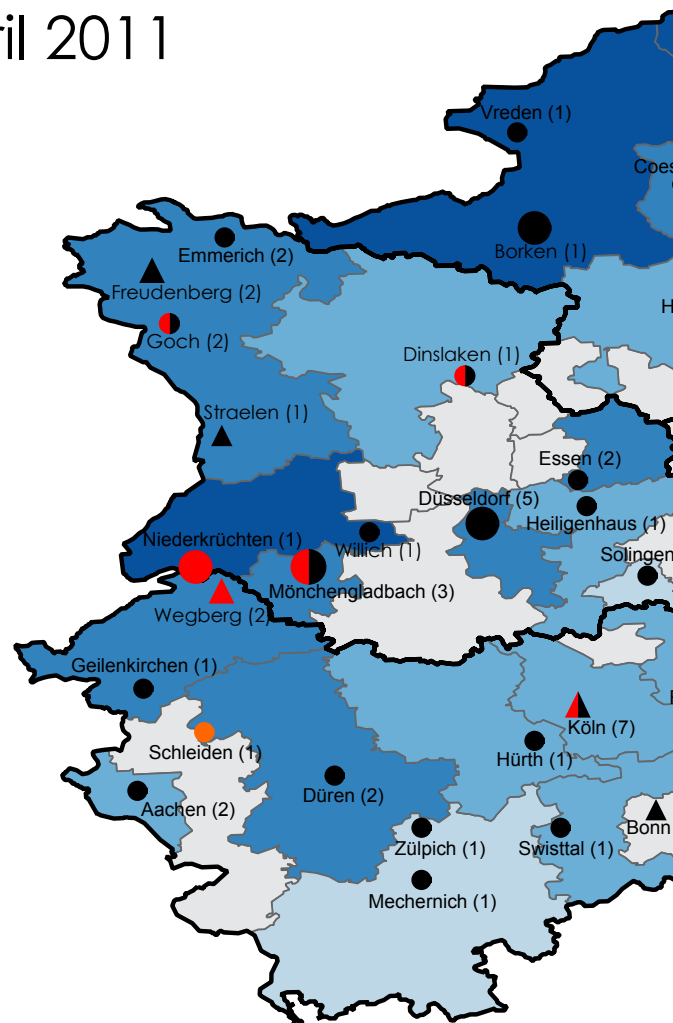 ril 2011
Vreden (1)
Coes
Borken (1)
Emmerich (2)
Freudenberg (2)
H
Goch (2)
Dinslaken (1)
Straelen (1)
Essen (2)
Düsseldorf (5)
Heiligenhaus (1)
Niederkrüchten (1)
Willich (1)
Solingen
Mönchengladbach (3)
Wegberg (2)
Geilenkirchen (1)
Köln (7)
Schleiden (1)
Hürth (1)
Düren (2)
Aachen (2)
Bonn
Zülpich (1)
Swisttal (1)
Mechernich (1)